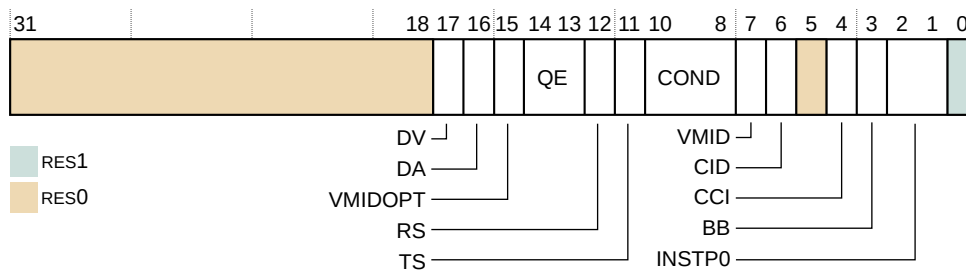 31 18 17 16 15 14 13 12 11 10 8 7 6 5 4 3 2 1 0
QE COND
DV VMID
RES1 DA CID
RES0 VMIDOPT CCI
RS BB
TS INSTP0